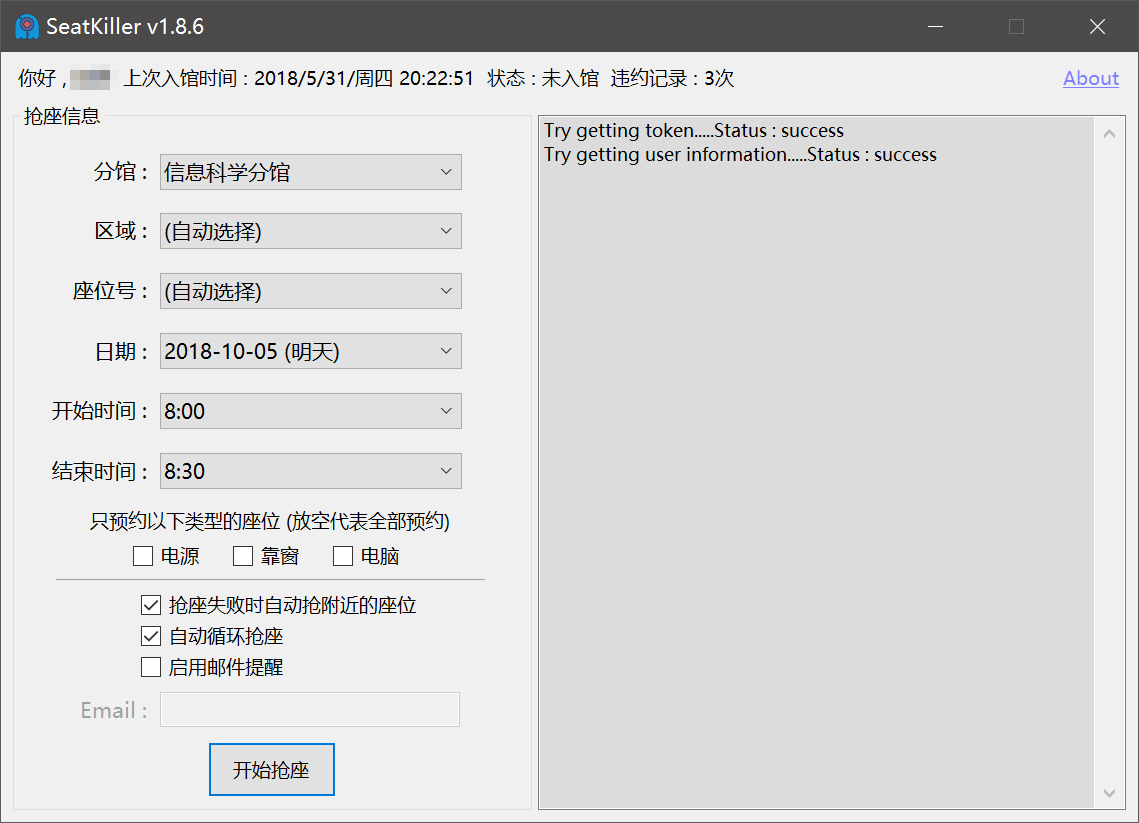 SeatKiller v1.8.6
你好 , 上次入馆时间 : 2018/5/31/周四 20:22:51 状态 : 未入馆 违约记录 : 3次 About
抢座信息
分馆 : 信息科学分馆
区域 : (自动选择)
座位号 : (自动选择)
日期 : 2018-10-05 (明天)
开始时间 : 8:00
结束时间 : 8:30
只预约以下类型的座位 (放空代表全部预约)
电源 靠窗 电脑
抢座失败时自动抢附近的座位
自动循环抢座
启用邮件提醒
Email :
开始抢座
Try getting token.....Status : success
Try getting user information.....Status : success